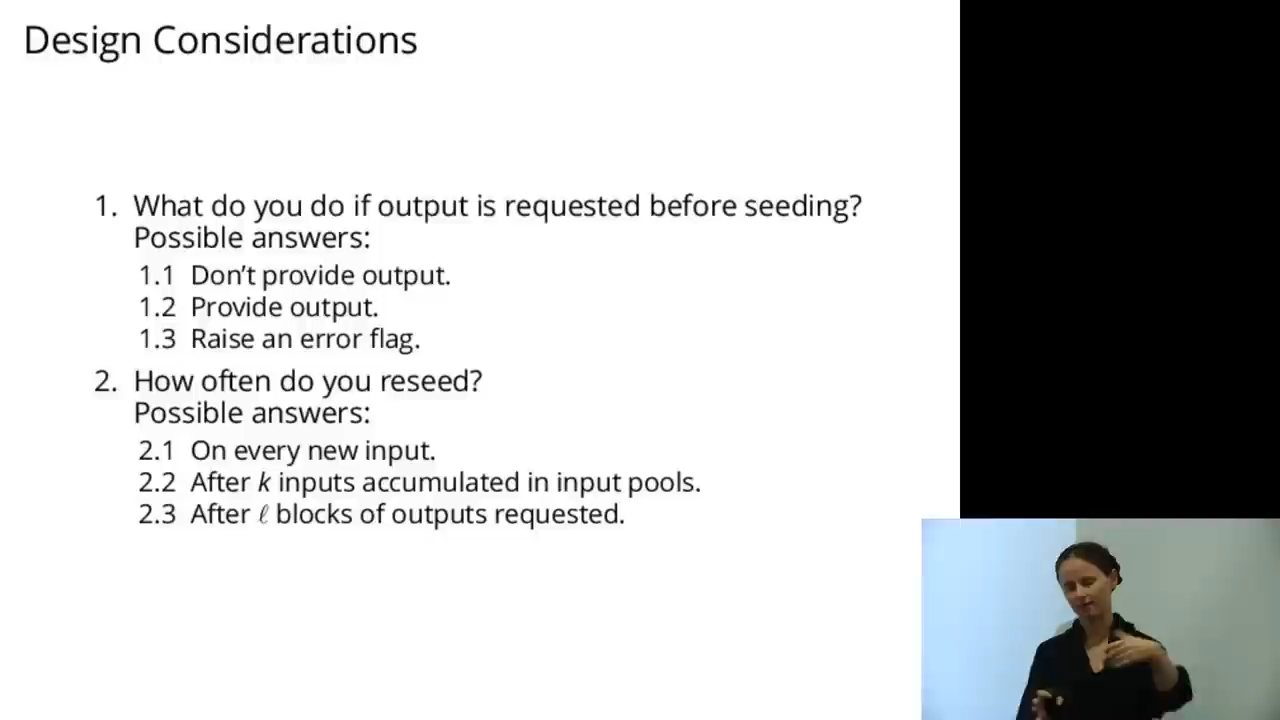 Design Considerations
1. What do you do if output is requested before seeding?
Possible answers:
1.1 Don’t provide output.
1.2 Provide output.
1.3 Raise an error flag.
2. How often do you reseed?
Possible answers:
2.1 On every new input.
2.2 After k inputs accumulated in input pools.
2.3 After ℓ blocks of outputs requested.